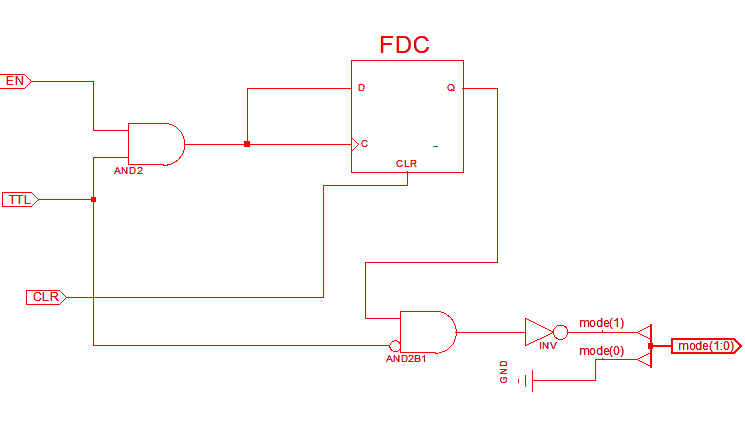 FDC
EN
D
Q
C
AND2
CLR
TTL
CLR
mode(1)
INV
mode(1:0)
mode(0)
AND2B1
GND